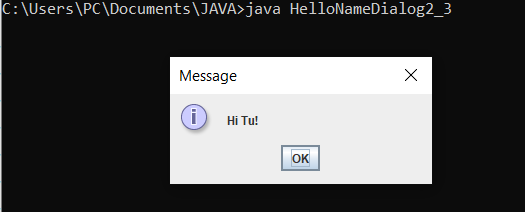 C:\Users\PC\Documents\JAVA>java HelloNameDialog2_3
Message
Hi Tu!
OK